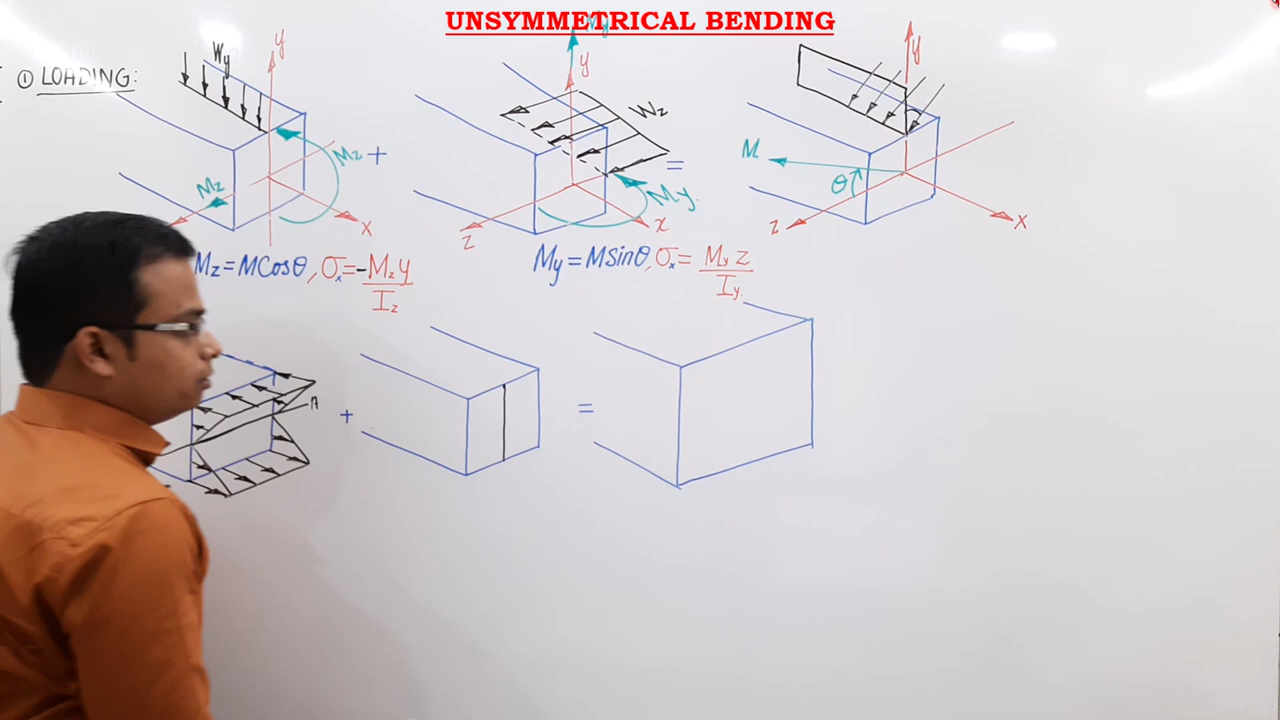 UNSYMMETRICAL BENDING
① LOADING:
Wy
y
Mz
Mz
x
+
My
y
Wz
My.
z
x
=
y
M
θ
z
x
Mz = MCosθ, σx = -Mz y / Iz
My = MSinθ, σx = My z / Iy.
A
+
=